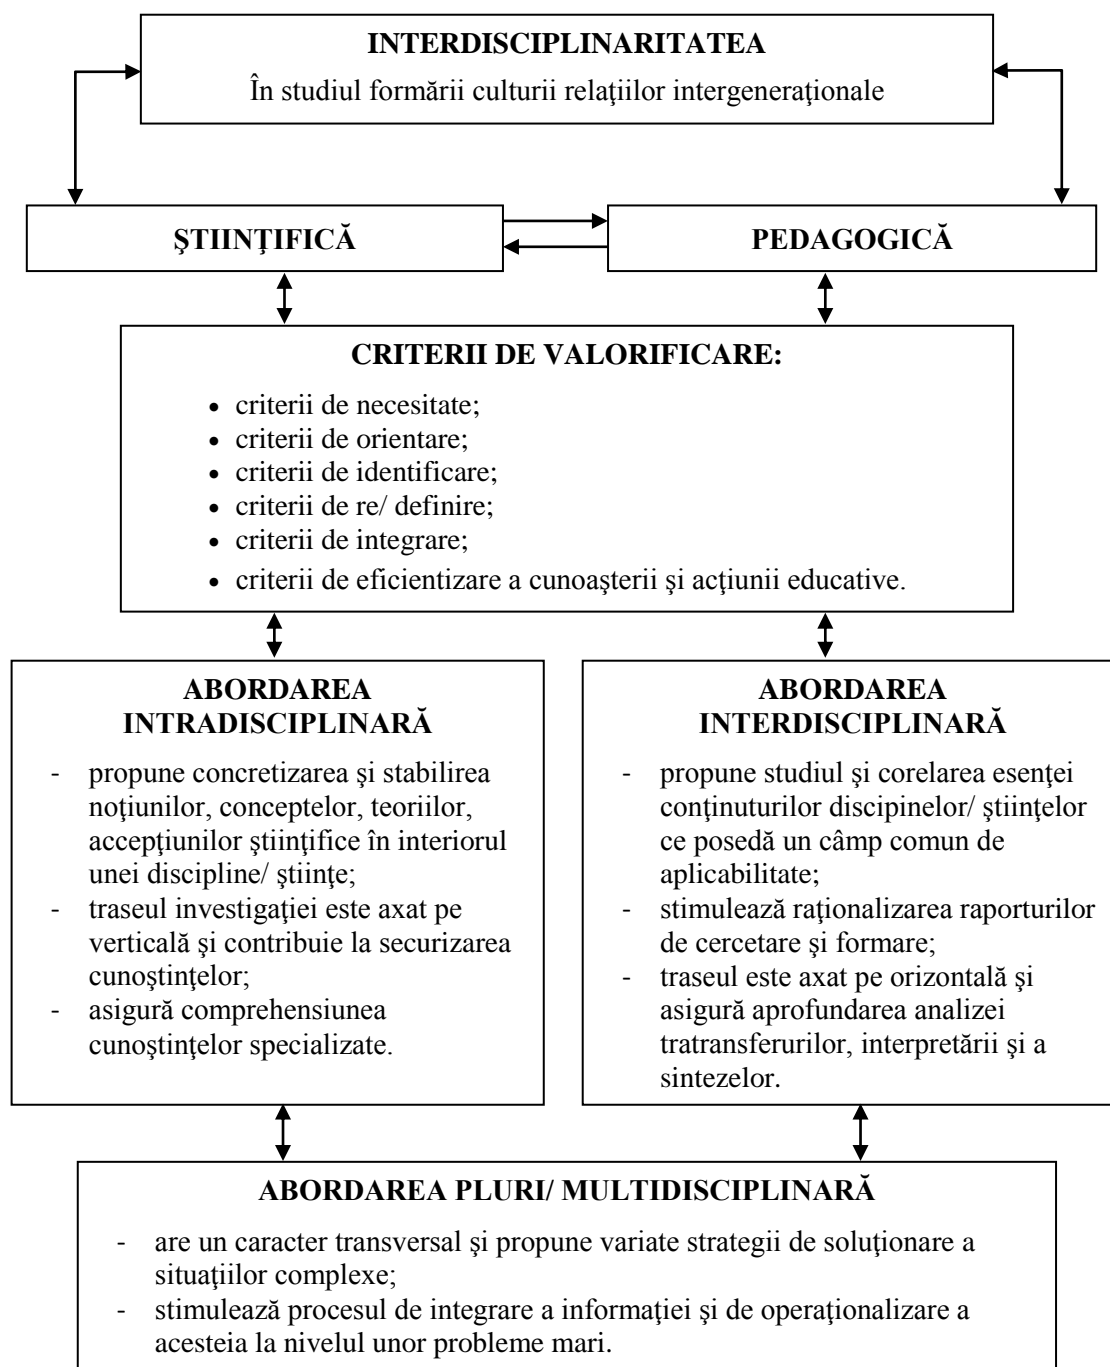 INTERDISCIPLINARITATEA
În studiul formării culturii relaţiilor intergeneraţionale
ŞTIINŢIFICĂ
PEDAGOGICĂ
CRITERII DE VALORIFICARE:
• criterii de necesitate;
• criterii de orientare;
• criterii de identificare;
• criterii de re/ definire;
• criterii de integrare;
• criterii de eficientizare a cunoaşterii şi acţiunii educative.
ABORDAREA
INTRADISCIPLINARĂ
- propune concretizarea şi stabilirea
noţiunilor, conceptelor, teoriilor,
accepţiunilor ştiinţifice în interiorul
unei discipline/ ştiinţe;
- traseul investigaţiei este axat pe
verticală şi contribuie la securizarea
cunoştinţelor;
- asigură comprehensiunea
cunoştinţelor specializate.
ABORDAREA
INTERDISCIPLINARĂ
- propune studiul şi corelarea esenţei
conţinuturilor discipinelor/ ştiinţelor
ce posedă un câmp comun de
aplicabilitate;
- stimulează raţionalizarea raporturilor
de cercetare şi formare;
- traseul este axat pe orizontală şi
asigură aprofundarea analizei
tratransferurilor, interpretării şi a
sintezelor.
ABORDAREA PLURI/ MULTIDISCIPLINARĂ
- are un caracter transversal şi propune variate strategii de soluţionare a
situaţiilor complexe;
- stimulează procesul de integrare a informaţiei şi de operaţionalizare a
acesteia la nivelul unor probleme mari.